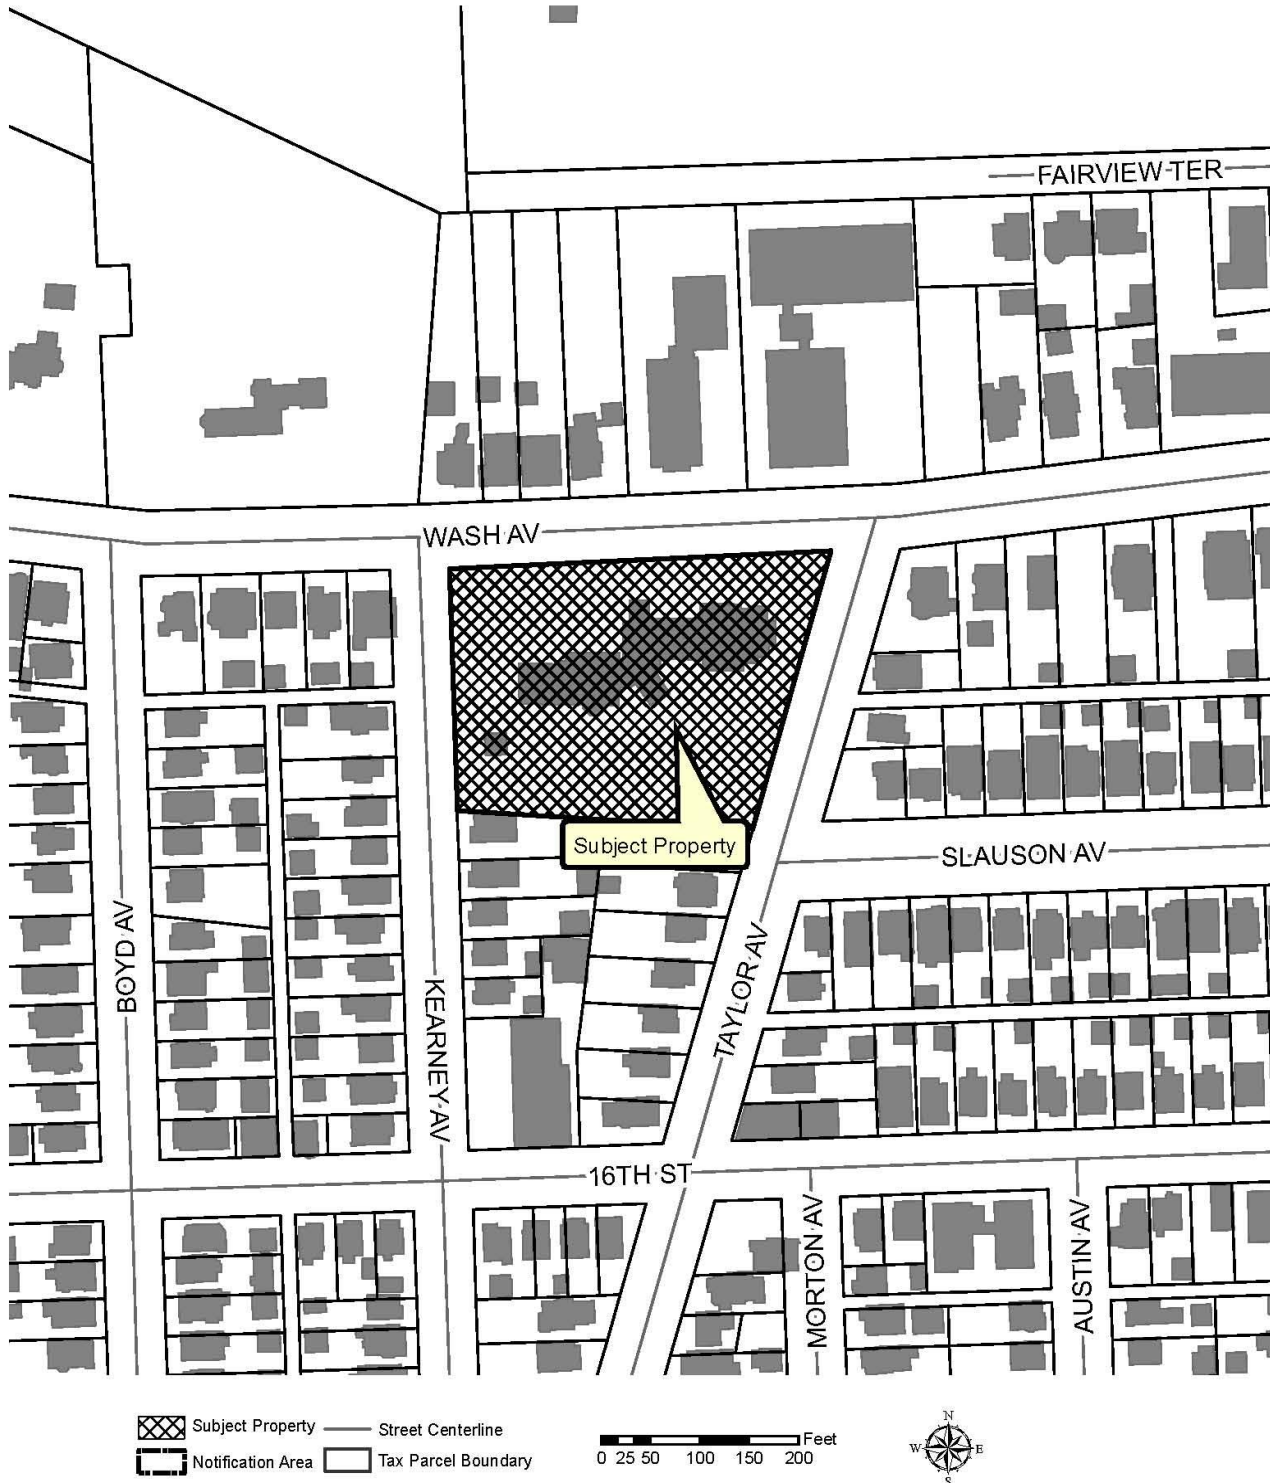 FAIRVIEW TER
WASH AV
Subject Property
SLAUSON AV
BOYD AV
KEARNEY AV
TAYLOR AV
16TH ST
MORTON AV
AUSTIN AV
Subject Property
Street Centerline
Notification Area
Tax Parcel Boundary
Feet
0 25 50 100 150 200
N
W E
S